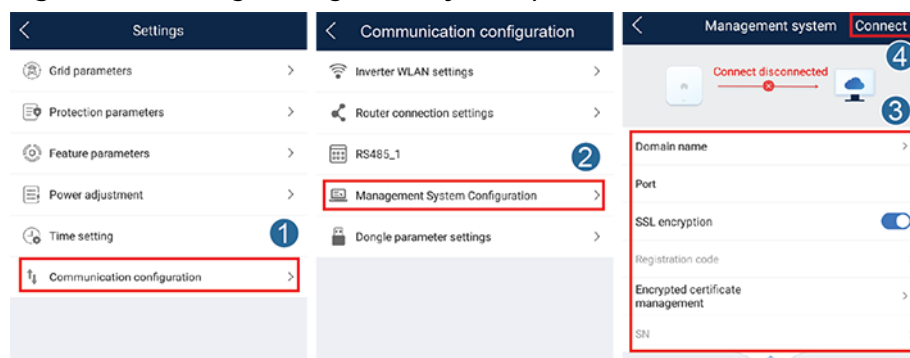 Settings
Grid parameters
Protection parameters
Feature parameters
Power adjustment
Time setting
1
Communication configuration
Communication configuration
Inverter WLAN settings
Router connection settings
RS485_1
2
Management System Configuration
Dongle parameter settings
Management system Connect
4
Connect disconnected
3
Domain name
Port
SSL encryption
Registration code
Encrypted certificate
management
SN